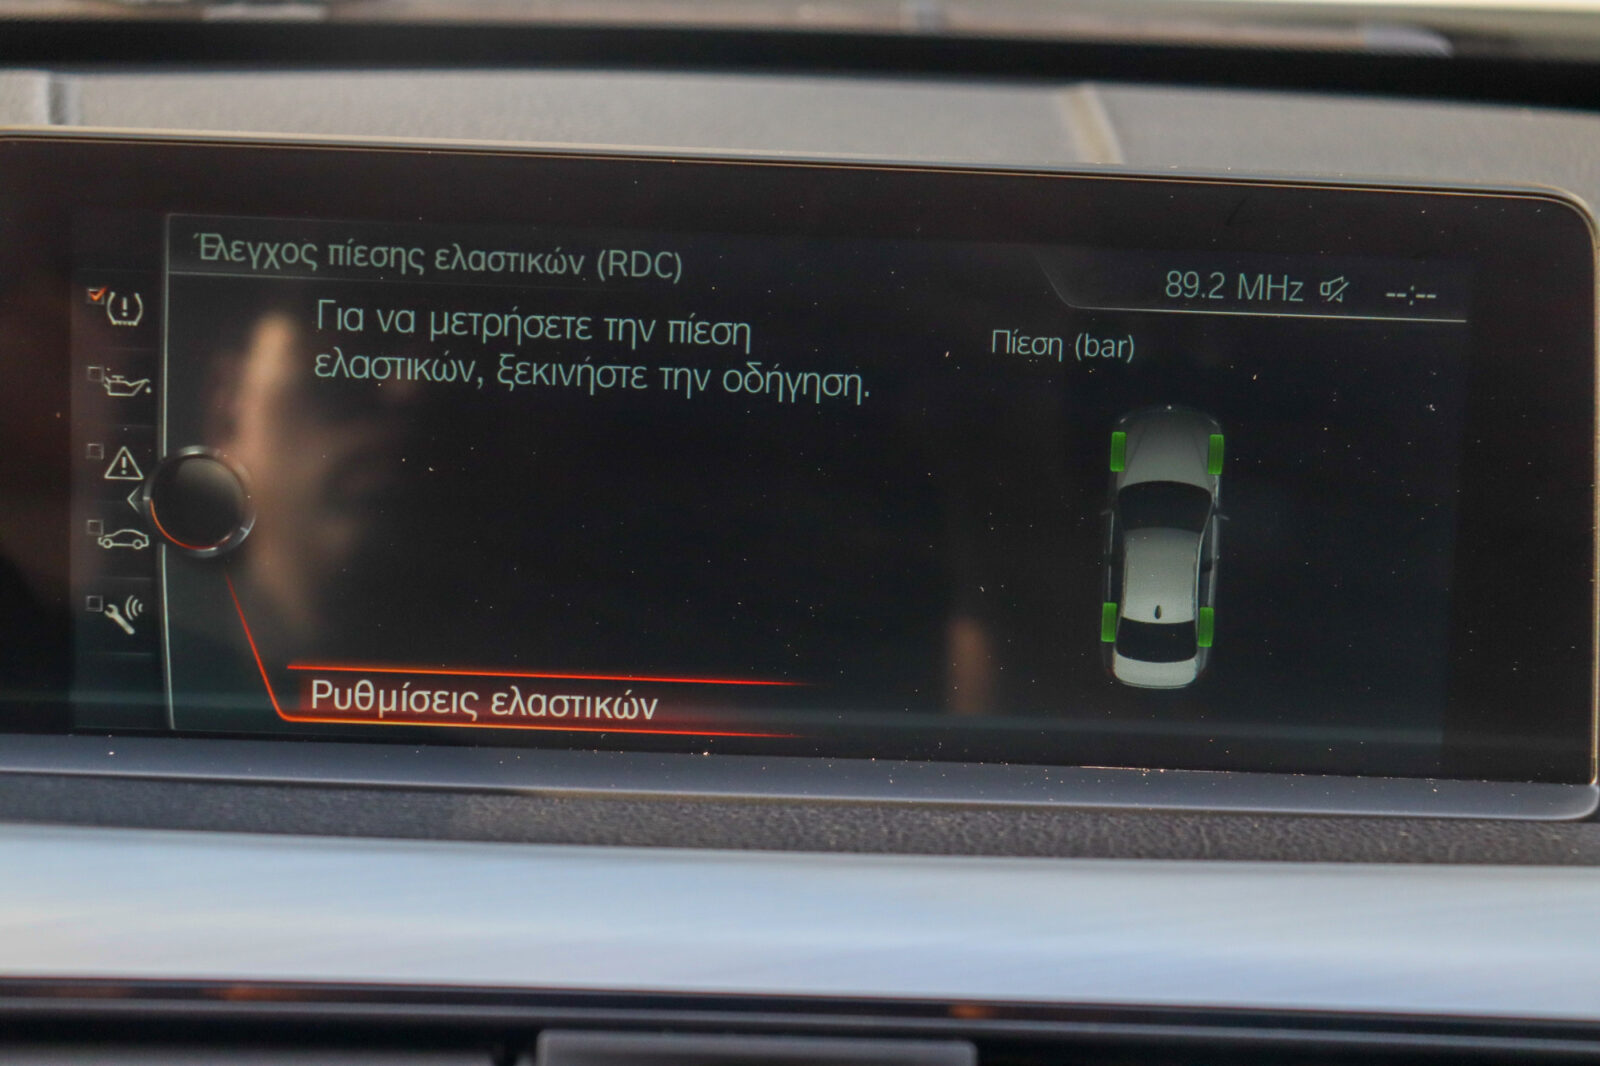 Έλεγχος πίεσης ελαστικών (RDC)
89.2 MHz --:--
Για να μετρήσετε την πίεση
ελαστικών, ξεκινήστε την οδήγηση.
Πίεση (bar)
Ρυθμίσεις ελαστικών